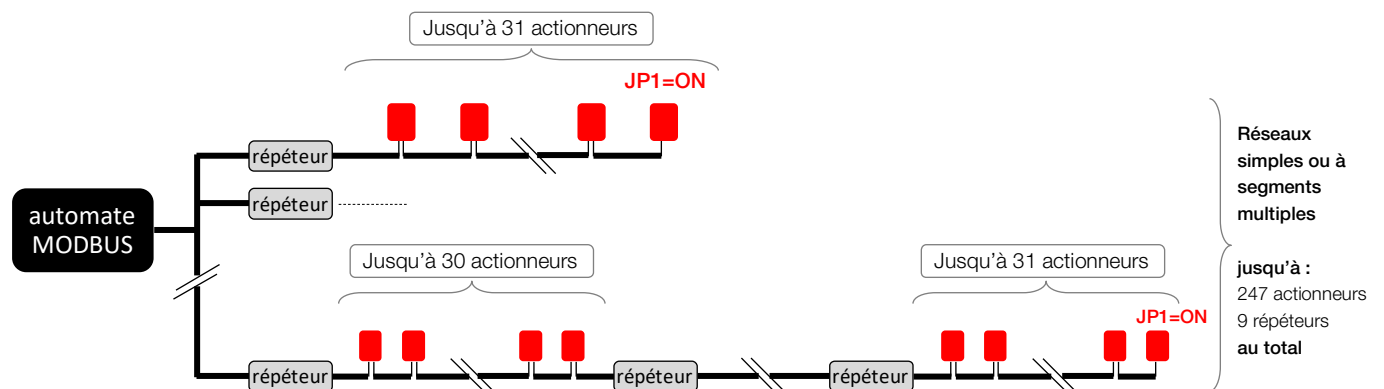 Jusqu'à 31 actionneurs
JP1=ON
répéteur
répéteur
automate
MODBUS
Jusqu'à 30 actionneurs
Jusqu'à 31 actionneurs
JP1=ON
répéteur
répéteur
répéteur
Réseaux
simples ou à
segments
multiples
jusqu'à :
247 actionneurs
9 répéteurs
au total